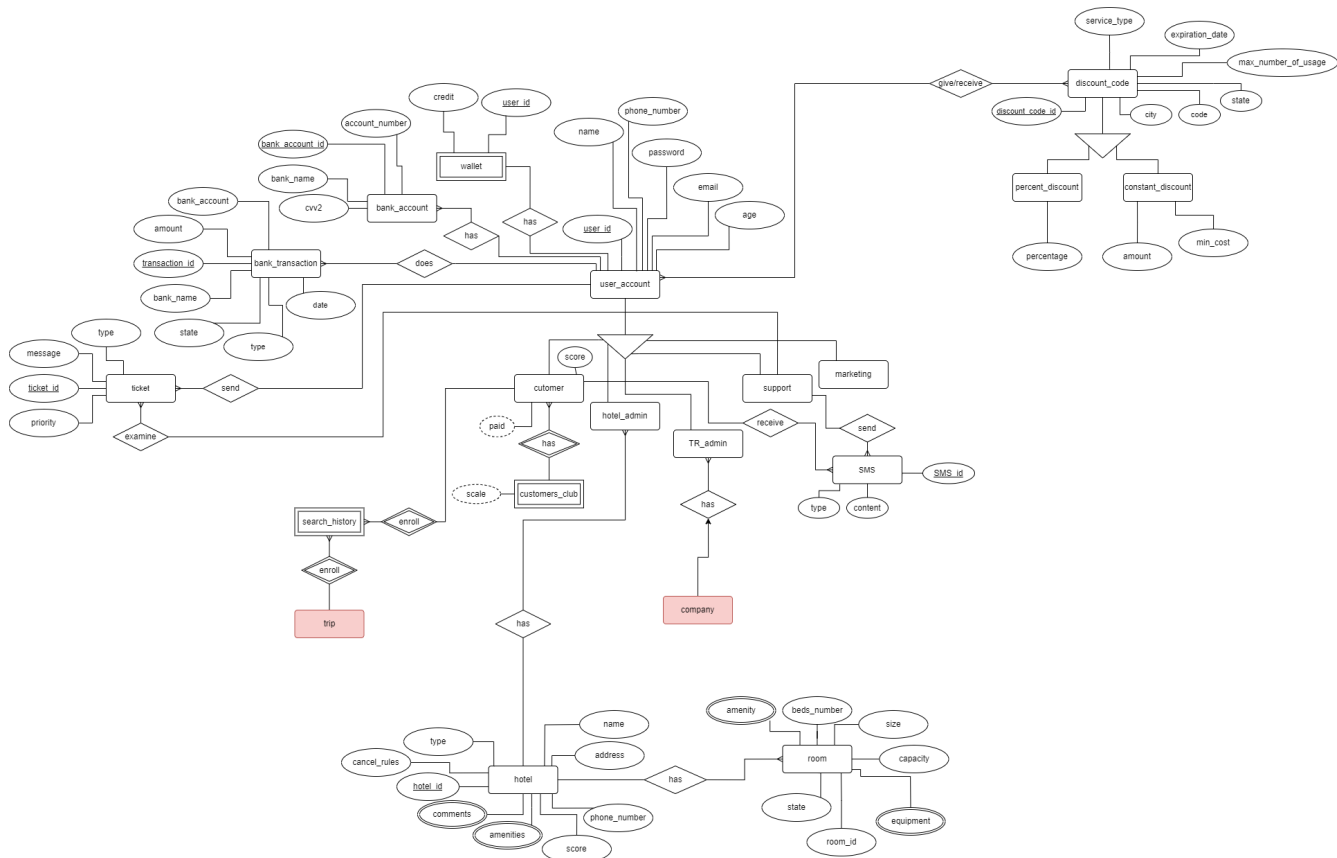 service_type
expiration_date
max_number_of_usage
give/receive
discount_code
discount_code_id
city
code
state
percent_discount
constant_discount
percentage
amount
min_cost
credit
user_id
account_number
wallet
bank_account_id
bank_name
cvv2
bank_account
has
has
phone_number
name
password
email
age
user_id
user_account
bank_account
amount
transaction_id
bank_name
bank_transaction
does
date
state
type
type
message
ticket_id
priority
ticket
send
examine
score
cutomer
paid
has
scale
customers_club
hotel_admin
TR_admin
support
marketing
receive
send
SMS
SMS_id
type
content
has
company
search_history
enroll
enroll
trip
has
type
name
cancel_rules
address
hotel_id
hotel
comments
amenities
score
phone_number
has
amenity
beds_number
size
room
capacity
state
equipment
room_id